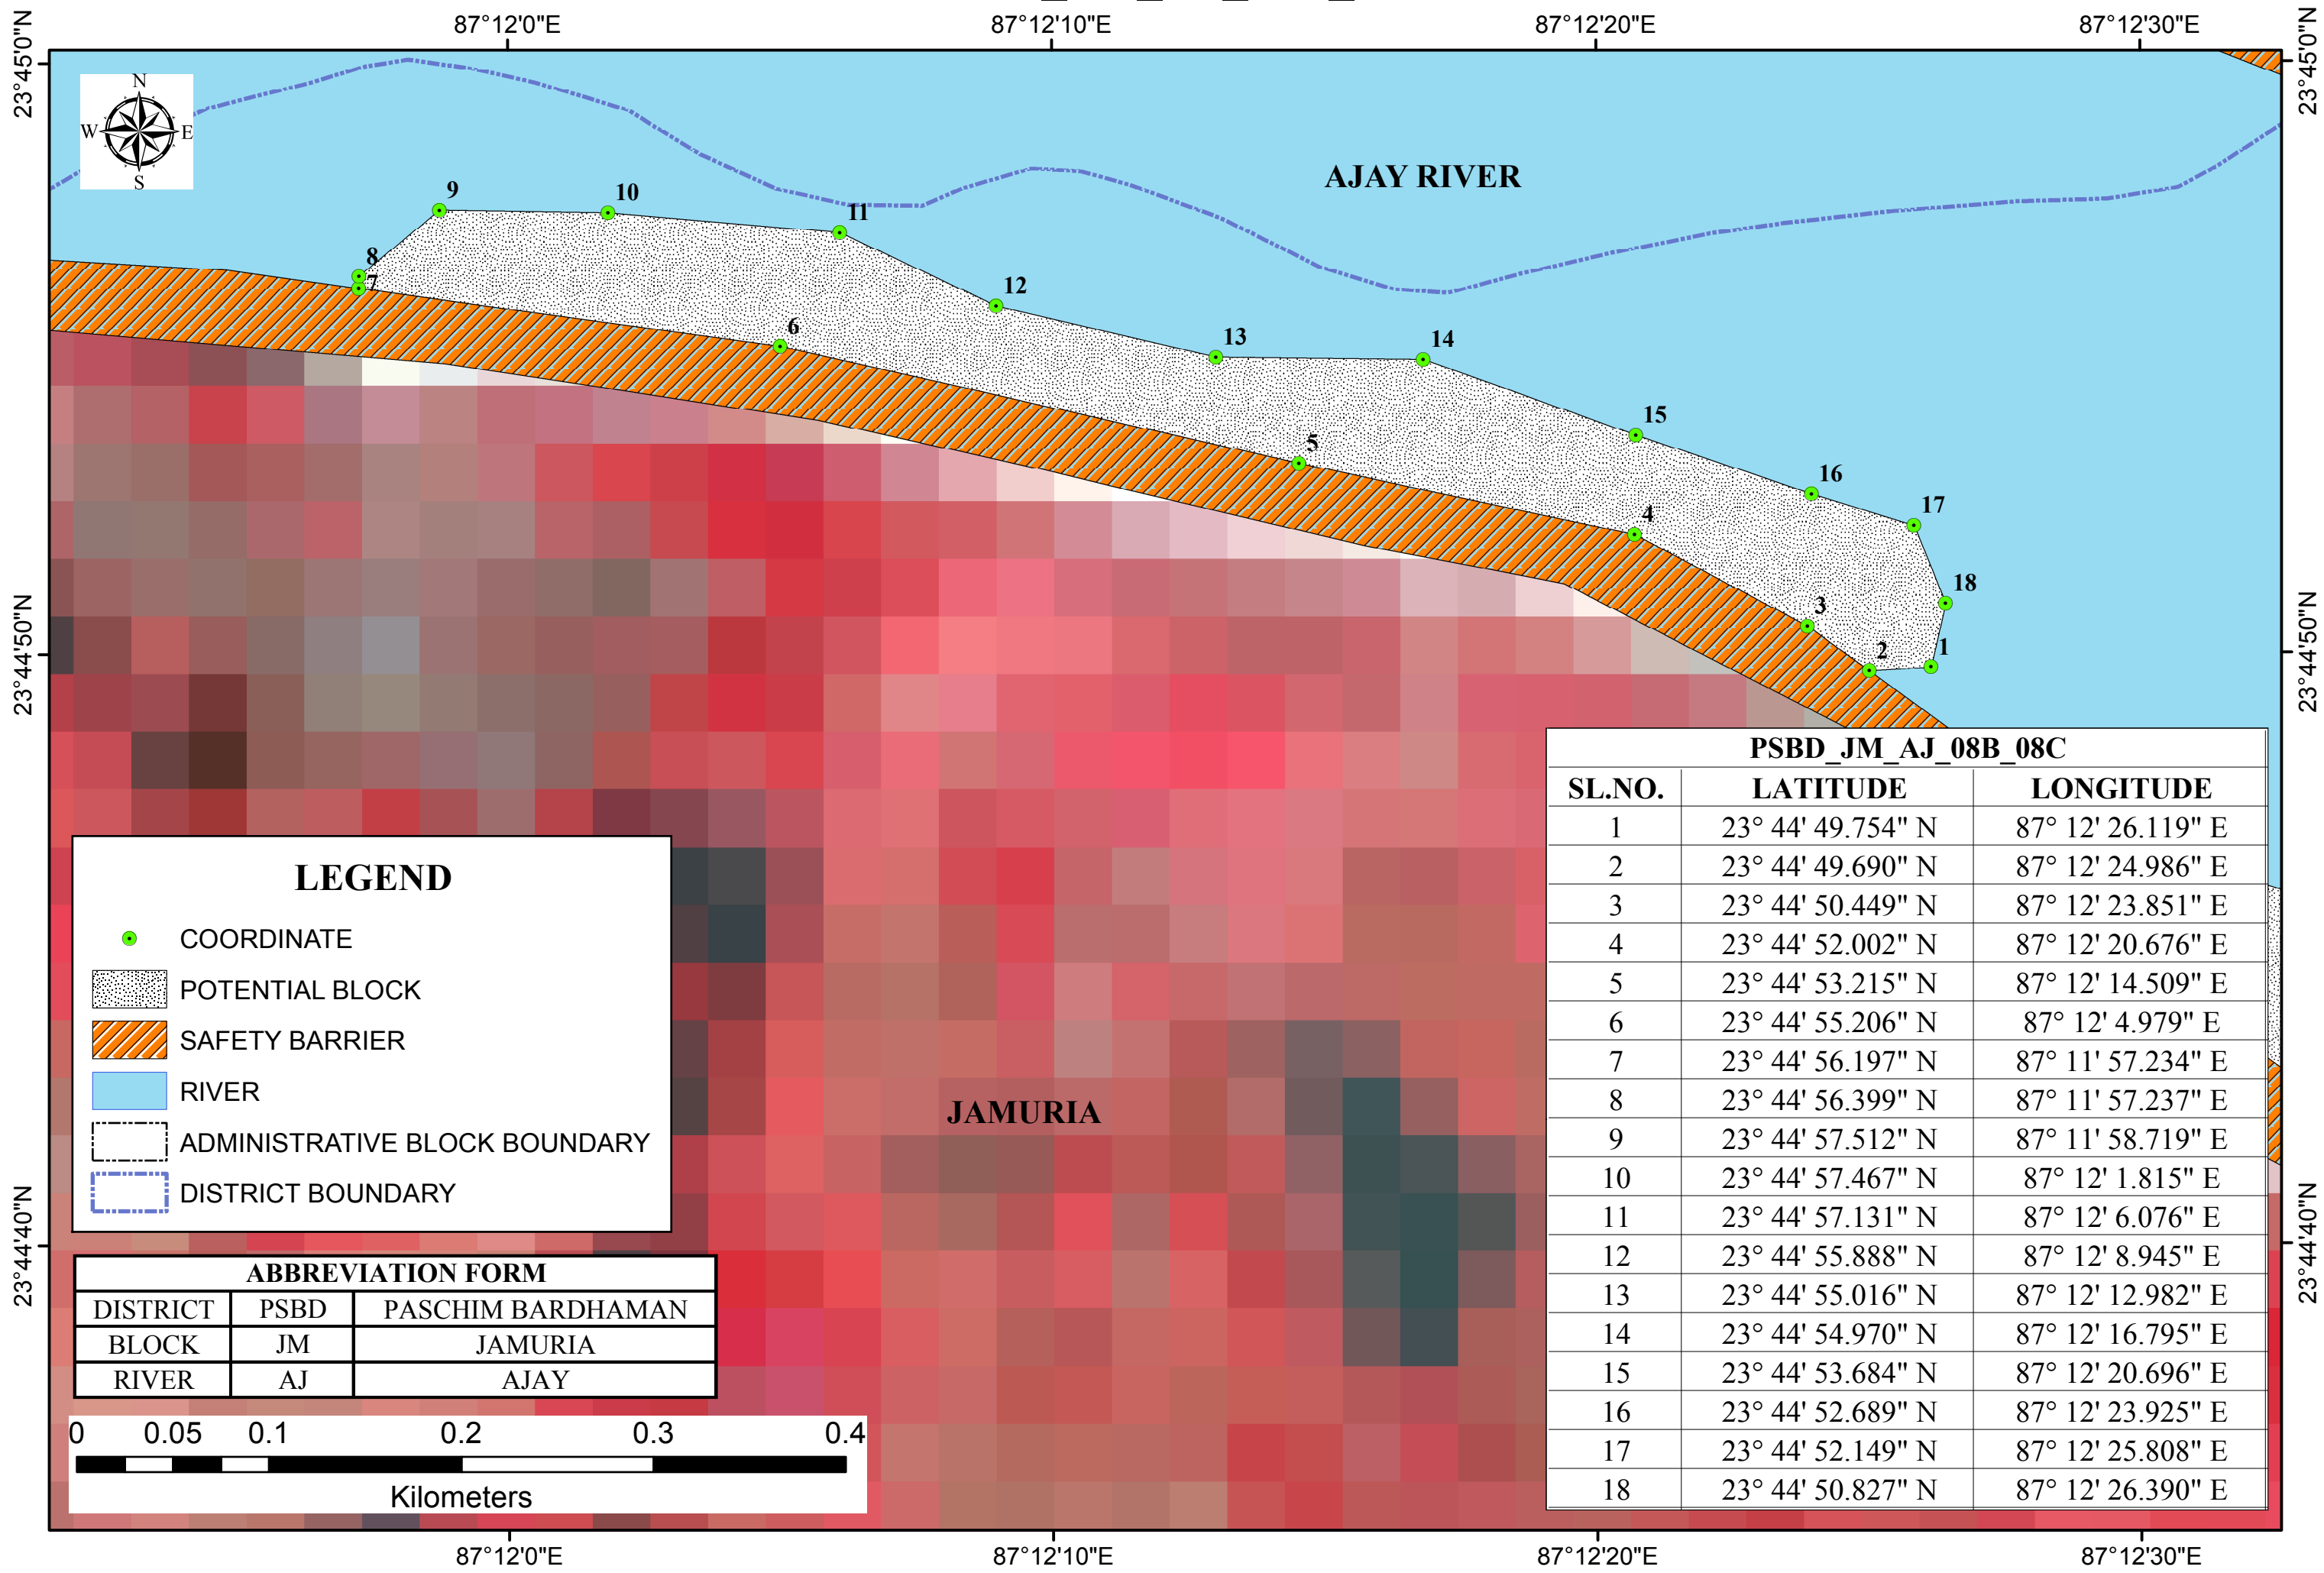 87°12'0"E 87°12'10"E 87°12'20"E 87°12'30"E
23°45'0"N 23°45'0"N
N
W E
S
AJAY RIVER
9 10 11
8
7
12
6
13 14
15
5
16
17
4
18
3
2 1
23°44'50"N 23°44'50"N
PSBD_JM_AJ_08B_08C
SL.NO. LATITUDE LONGITUDE
1 23° 44' 49.754" N 87° 12' 26.119" E
2 23° 44' 49.690" N 87° 12' 24.986" E
3 23° 44' 50.449" N 87° 12' 23.851" E
4 23° 44' 52.002" N 87° 12' 20.676" E
5 23° 44' 53.215" N 87° 12' 14.509" E
6 23° 44' 55.206" N 87° 12' 4.979" E
7 23° 44' 56.197" N 87° 11' 57.234" E
8 23° 44' 56.399" N 87° 11' 57.237" E
9 23° 44' 57.512" N 87° 11' 58.719" E
10 23° 44' 57.467" N 87° 12' 1.815" E
11 23° 44' 57.131" N 87° 12' 6.076" E
12 23° 44' 55.888" N 87° 12' 8.945" E
13 23° 44' 55.016" N 87° 12' 12.982" E
14 23° 44' 54.970" N 87° 12' 16.795" E
15 23° 44' 53.684" N 87° 12' 20.696" E
16 23° 44' 52.689" N 87° 12' 23.925" E
17 23° 44' 52.149" N 87° 12' 25.808" E
18 23° 44' 50.827" N 87° 12' 26.390" E
LEGEND
COORDINATE
POTENTIAL BLOCK
SAFETY BARRIER
RIVER
ADMINISTRATIVE BLOCK BOUNDARY
DISTRICT BOUNDARY
JAMURIA
23°44'40"N 23°44'40"N
ABBREVIATION FORM
DISTRICT PSBD PASCHIM BARDHAMAN
BLOCK JM JAMURIA
RIVER AJ AJAY
0 0.05 0.1 0.2 0.3 0.4
Kilometers
87°12'0"E 87°12'10"E 87°12'20"E 87°12'30"E